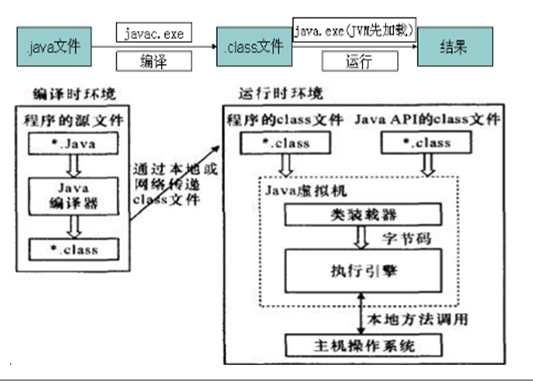 .java文件
javac.exe
编译
.class文件
java.exe(JVM先加载)
运行
结果
编译时环境
程序的源文件
*.Java
Java
编译器
*.class
通过本地或
网络传递
class文件
运行时环境
程序的class文件
Java API的class文件
*.class
*.class
Java虚拟机
类装载器
字节码
执行引擎
本地方法调用
主机操作系统